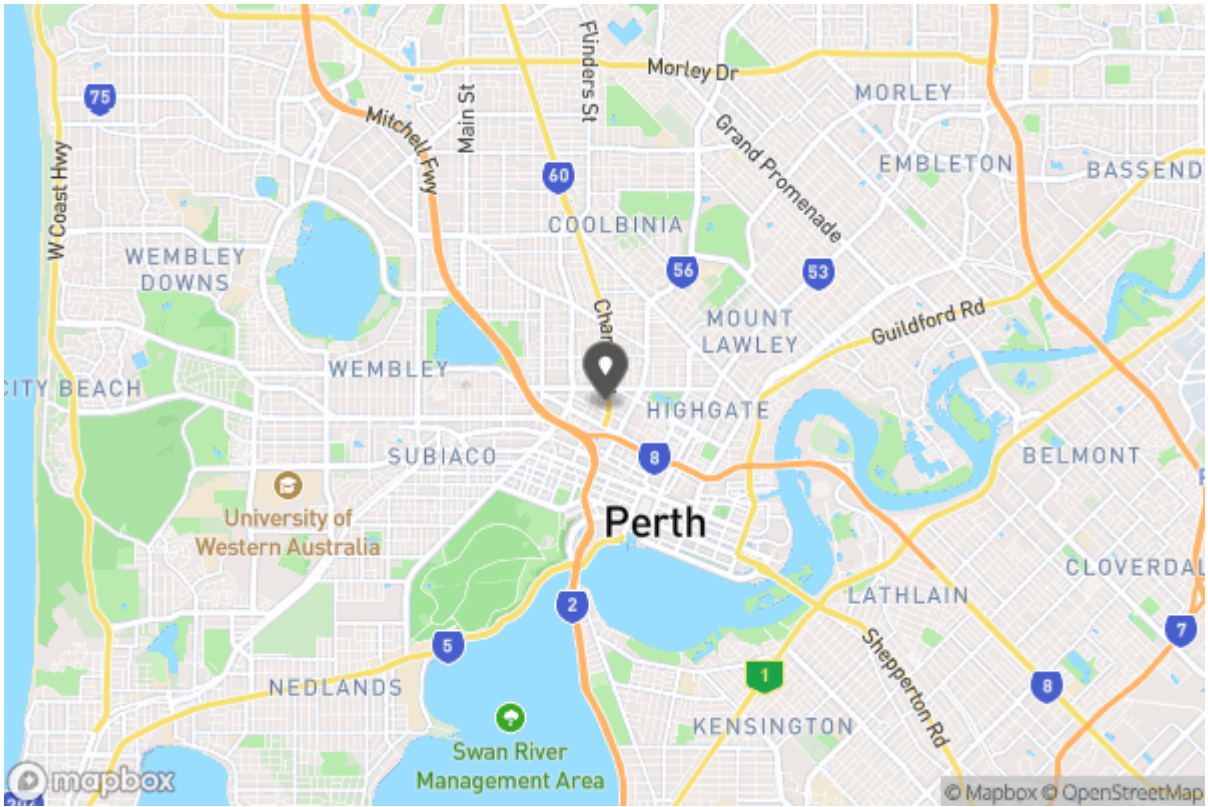 Flinders St
Morley Dr
75
MORLEY
Main St
Mitchell Fwy
Grand Promenade
EMBLETON
BASSEND
W Coast Hwy
60
COOLBINIA
WEMBLEY
DOWNS
56
53
Char
MOUNT
LAWLEY
Guildford Rd
WEMBLEY
CITY BEACH
HIGHGATE
SUBIACO
8
BELMONT
University of
Western Australia
Perth
CLOVERDAL
2
LATHLAIN
5
Shepperton Rd
7
1
NEDLANDS
8
Swan River
Management Area
KENSINGTON
mapbox
© Mapbox © OpenStreetMap